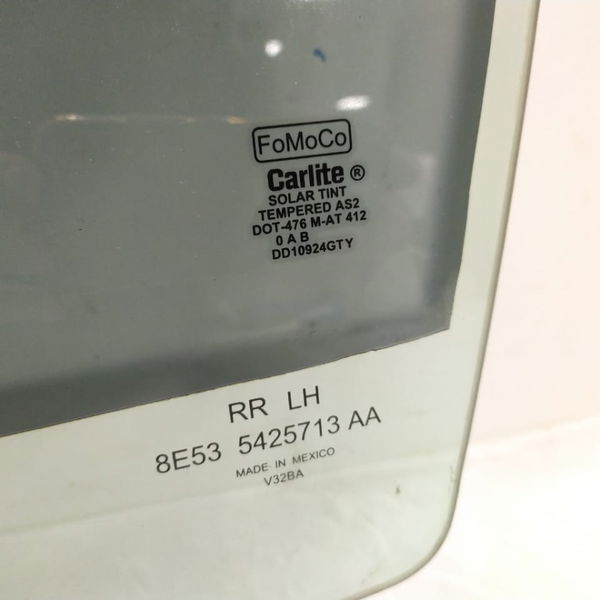 FoMoCo
Carlite ®
SOLAR TINT
TEMPERED AS2
DOT-476 M-AT 412
0 A B
DD10924GTY
RR LH
8E53 5425713 AA
MADE IN MEXICO
V32BA